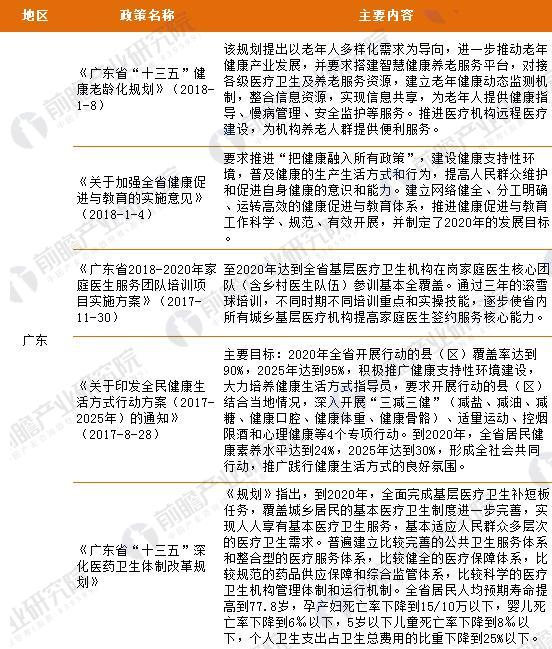 地区 政策名称 主要内容
广东
《广东省“十三五”健
康老龄化规划》（2018-
1-8）
该规划提出以老年人多样化需求为导向，进一步推动老年
健康产业发展，并要求搭建智慧健康养老服务平台，对接
各级医疗卫生及养老服务资源，建立老年健康动态监测机
制，整合信息资源，实现信息共享，为老年人提供健康指
导、慢病管理、安全监护等服务。推进医疗机构远程医疗
建设，为机构养老人群提供便利服务。
《关于加强全省健康促
进与教育的实施意见》
（2018-1-4）
要求推进“把健康融入所有政策”，建设健康支持性环
境，普及健康的生产生活方式和行为，提高人民群众维护
和促进自身健康的意识和能力。建立网络健全、分工明确
、运转高效的健康促进与教育体系，推进健康促进与教育
工作科学、规范、有效开展，并制定了2020年的发展目标
。
《广东省2018-2020年家
庭医生服务团队培训项
目实施方案》（2017-
11-30）
至2020年达到全省基层医疗卫生机构在岗家庭医生核心团
队（含乡村医生队伍）参训基本全覆盖。通过三年的滚雪
球培训，不同时期不同培训重点和实操技能，逐步使省内
所有城乡基层医疗机构提高家庭医生签约服务核心能力。
《关于印发全民健康生
活方式行动方案（2017-
2025年）的通知》
（2017-8-28）
主要目标：2020年全省开展行动的县（区）覆盖率达到
90%，2025年达到95%，积极推广健康支持性环境建设，
大力培养健康生活方式指导员，要求开展行动的县（区）
结合当地情况，深入开展“三减三健”（减盐、减油、减
糖、健康口腔、健康体重、健康骨骼）、适量运动、控烟
限酒和心理健康等4个专项行动。到2020年，全省居民健
康素养水平达到24%，2025年达到30%，形成全社会共同
行动，推广践行健康生活方式的良好氛围。
《广东省“十三五”深
化医药卫生体制改革规
划》
《规划》指出，到2020年，全面完成基层医疗卫生补短板
任务，覆盖城乡居民的基本医疗卫生制度进一步完善，实
现人人享有基本医疗卫生服务，基本适应人民群众多层次
的医疗卫生需求。普遍建立比较完善的公共卫生服务体系
和整合型的医疗服务体系，比较健全的医疗保障体系，比
较规范的药品供应保障和综合监管体系，比较科学的医疗
卫生机构管理体制和运行机制。全省居民人均预期寿命提
高到77.8岁，孕产妇死亡率下降到15/10万以下，婴儿死
亡率下降到6‰以下，5岁以下儿童死亡率下降到8‰以
下，个人卫生支出占卫生总费用的比重下降到25%以下。
前瞻产业研究院